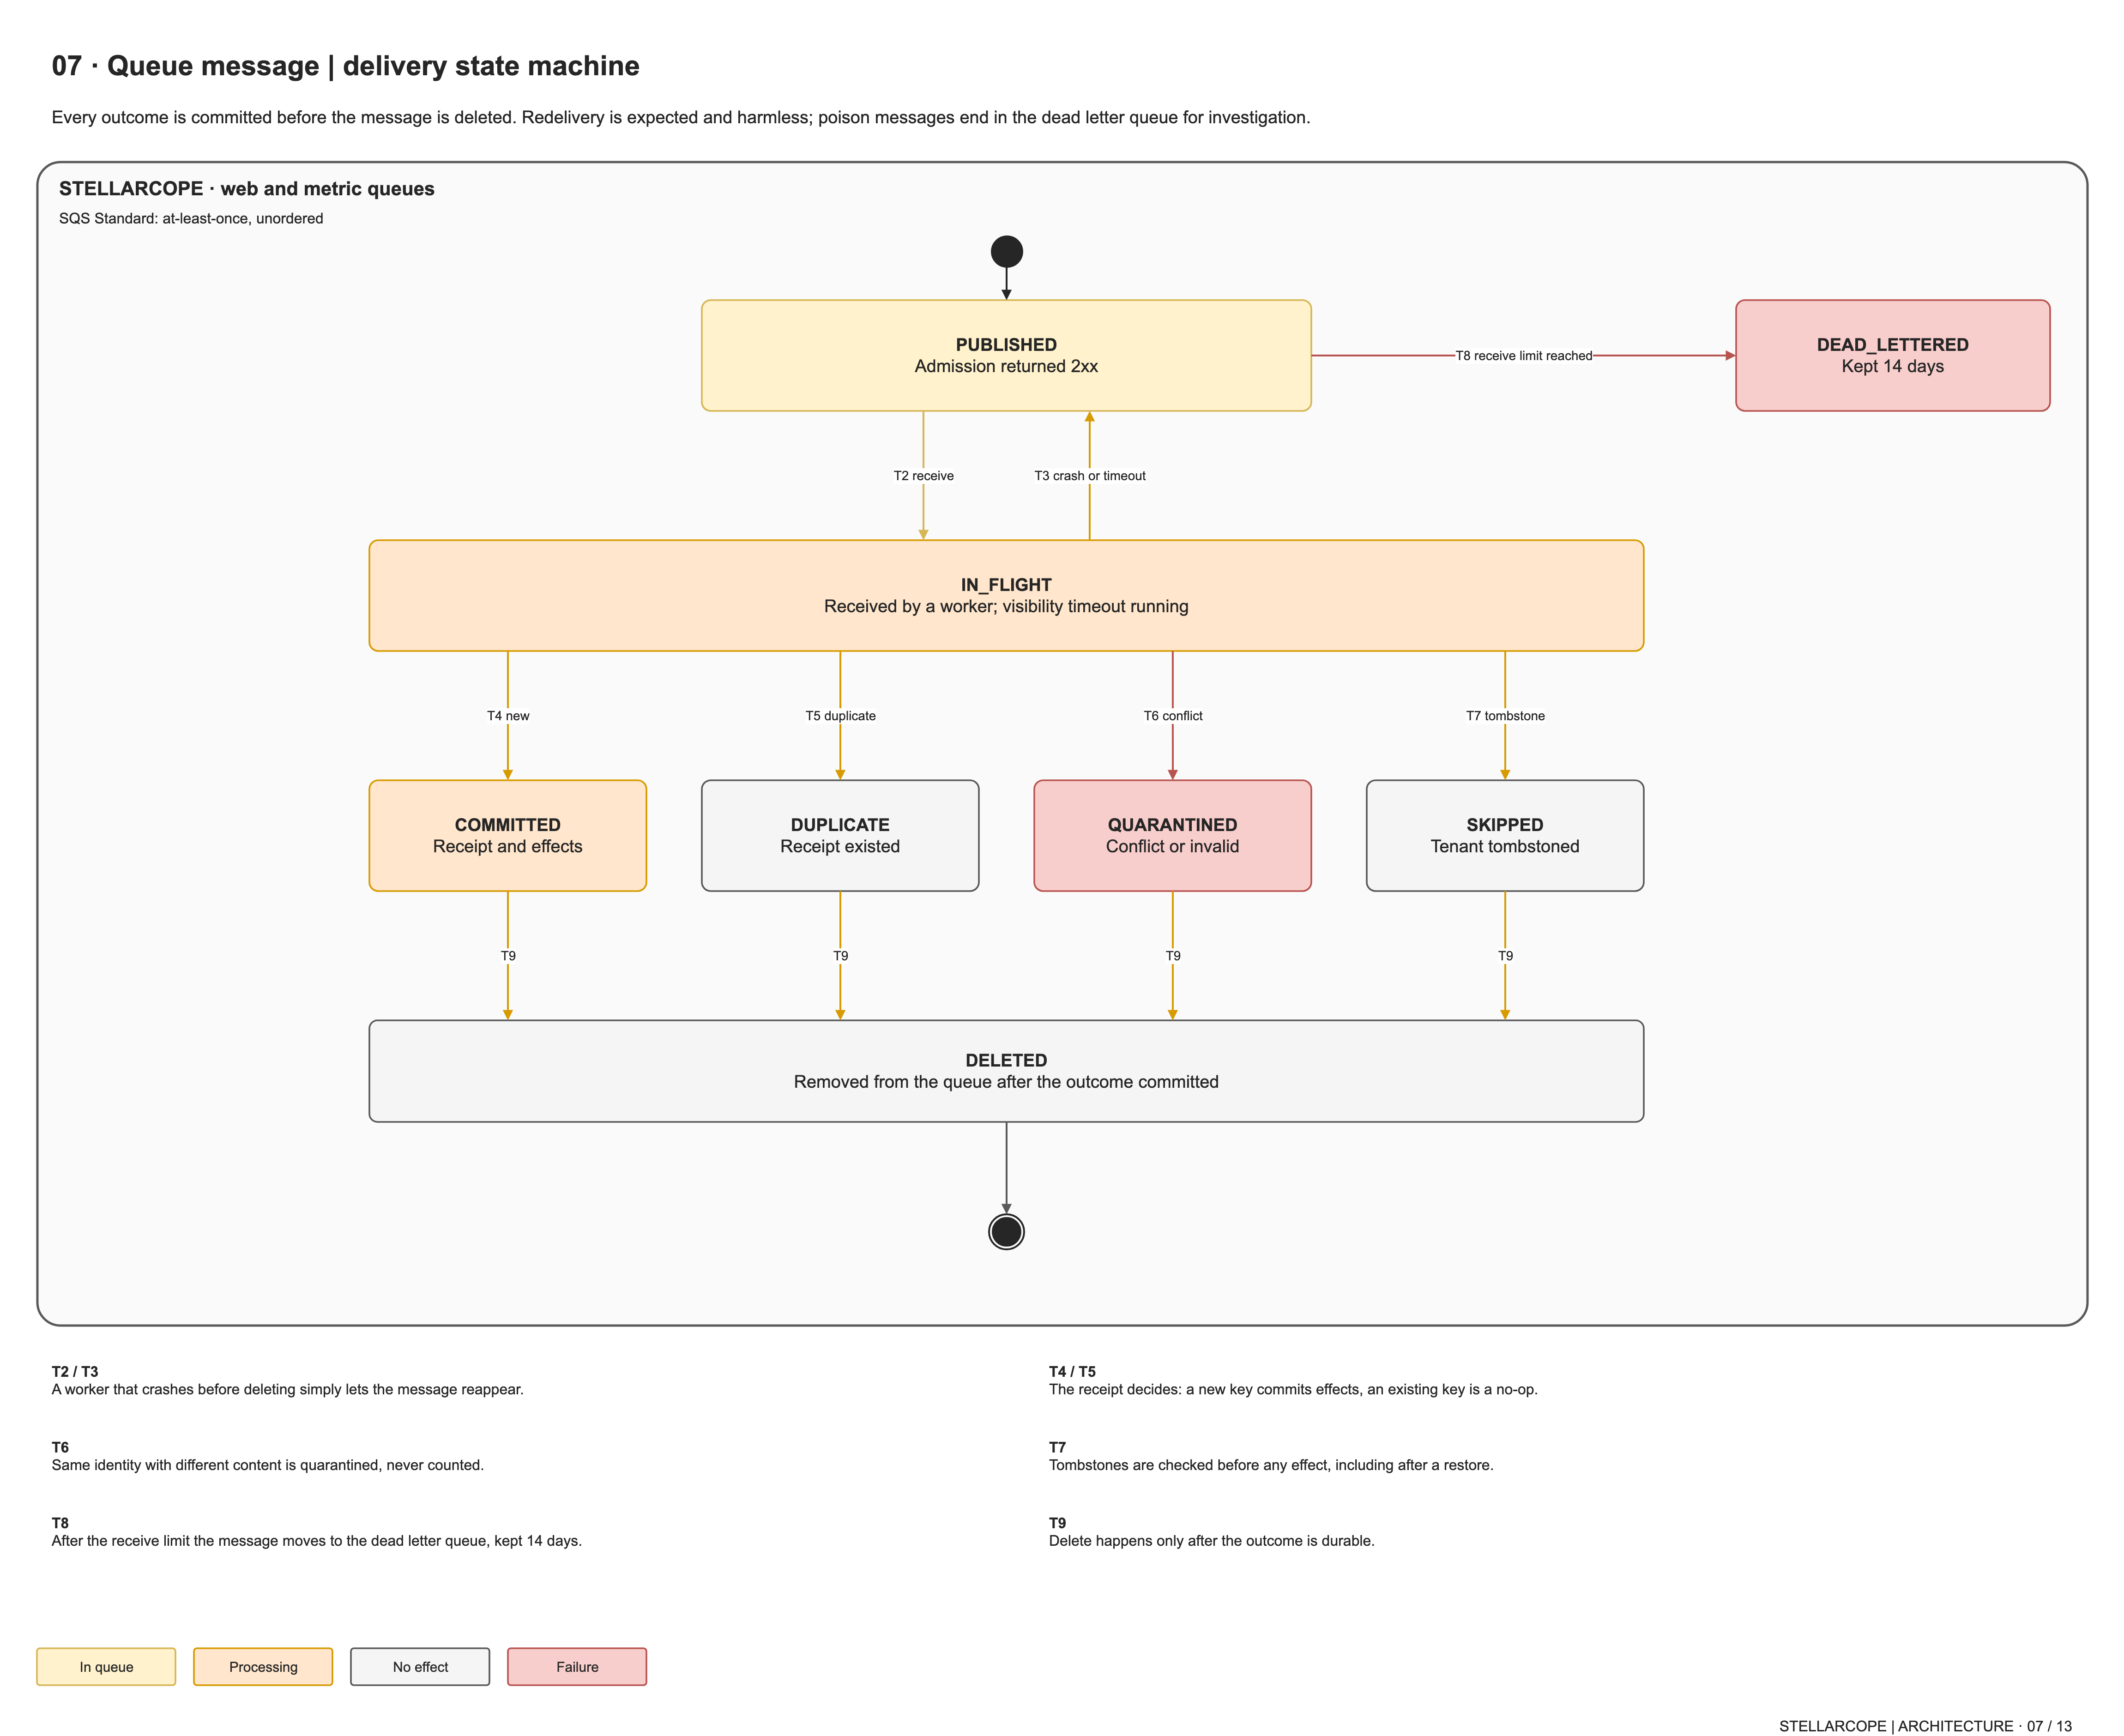 07 · Queue message | delivery state machine
Every outcome is committed before the message is deleted. Redelivery is expected and harmless; poison messages end in the dead letter queue for investigation.
STELLARCOPE · web and metric queues
SQS Standard: at-least-once, unordered
PUBLISHED
Admission returned 2xx
T8 receive limit reached
DEAD_LETTERED
Kept 14 days
T2 receive
T3 crash or timeout
IN_FLIGHT
Received by a worker; visibility timeout running
T4 new
T5 duplicate
T6 conflict
T7 tombstone
COMMITTED
Receipt and effects
DUPLICATE
Receipt existed
QUARANTINED
Conflict or invalid
SKIPPED
Tenant tombstoned
T9
T9
T9
T9
DELETED
Removed from the queue after the outcome committed
T2 / T3
A worker that crashes before deleting simply lets the message reappear.
T4 / T5
The receipt decides: a new key commits effects, an existing key is a no-op.
T6
Same identity with different content is quarantined, never counted.
T7
Tombstones are checked before any effect, including after a restore.
T8
After the receive limit the message moves to the dead letter queue, kept 14 days.
T9
Delete happens only after the outcome is durable.
In queue
Processing
No effect
Failure
STELLARCOPE | ARCHITECTURE · 07 / 13